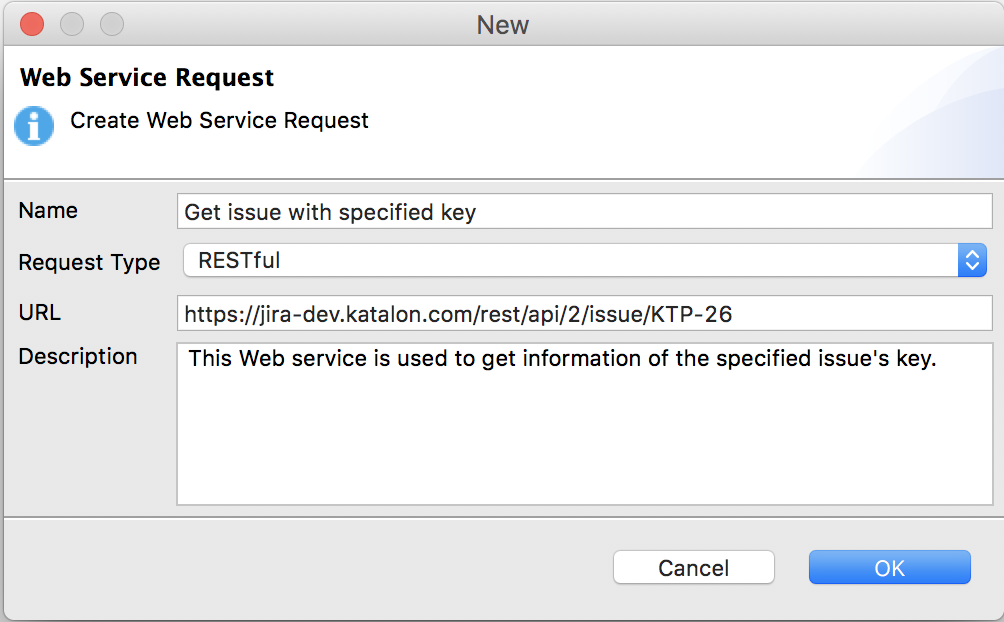 New
Web Service Request
Create Web Service Request
Name
Get issue with specified key
Request Type
RESTful
URL
https://jira-dev.katalon.com/rest/api/2/issue/KTP-26
Description
This Web service is used to get information of the specified issue's key.
Cancel
OK